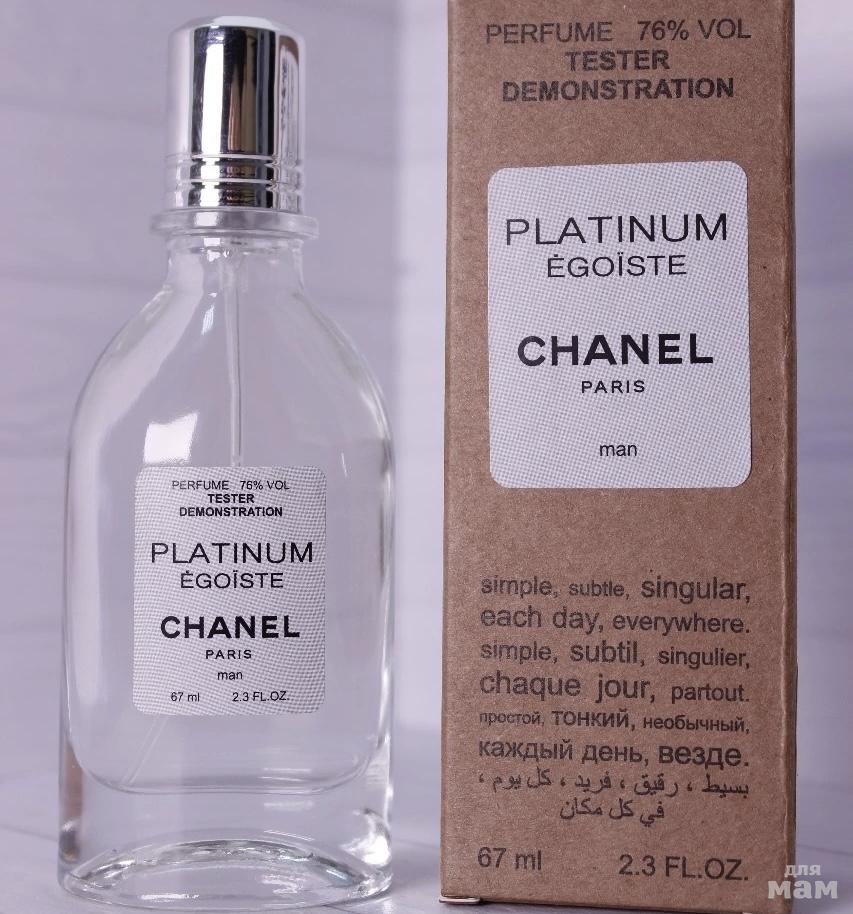 PERFUME 76% VOL
TESTER
DEMONSTRATION
PLATINUM
ĖGOÏSTE
CHANEL
PARIS
man
67 ml 2.3 FL.OZ.
PERFUME 76% VOL
TESTER
DEMONSTRATION
PLATINUM
ĖGOÏSTE
CHANEL
PARIS
man
simple, subtle, singular,
each day, everywhere.
simple, subtil, singulier,
chaque jour, partout.
простой, тонкий, необычный,
каждый день, везде.
بسيط ، رقيق ، فريد ، كل يوم ،
في كل مكان
67 ml 2.3 FL.OZ.
для
мам